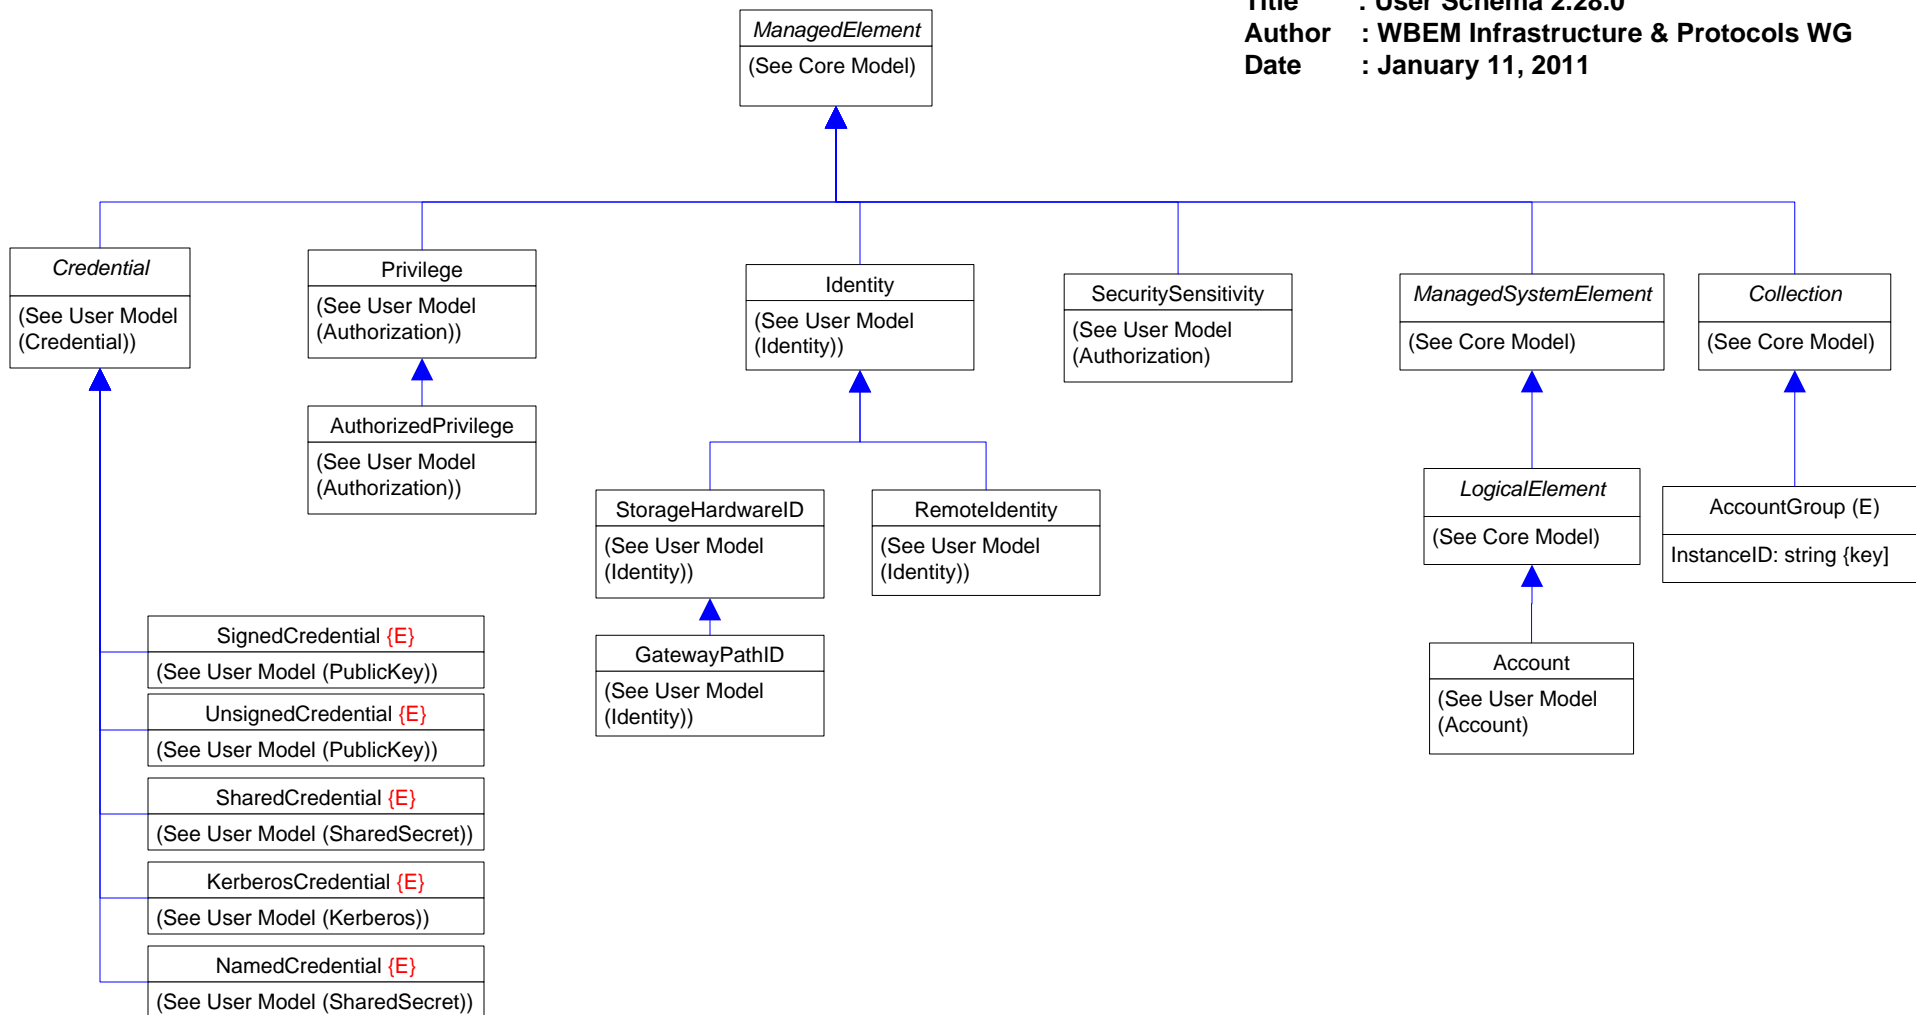 Title : User Schema 2.28.0
Author : WBEM Infrastructure & Protocols WG
Date : January 11, 2011
ManagedElement
(See Core Model)
Credential
(See User Model
(Credential))
Privilege
(See User Model
(Authorization))
Identity
(See User Model
(Identity))
SecuritySensitivity
(See User Model
(Authorization)
ManagedSystemElement
(See Core Model)
Collection
(See Core Model)
AuthorizedPrivilege
(See User Model
(Authorization))
StorageHardwareID
(See User Model
(Identity))
RemoteIdentity
(See User Model
(Identity))
LogicalElement
(See Core Model)
AccountGroup (E)
InstanceID: string {key]
GatewayPathID
(See User Model
(Identity))
Account
(See User Model
(Account)
SignedCredential {E}
(See User Model (PublicKey))
UnsignedCredential {E}
(See User Model (PublicKey))
SharedCredential {E}
(See User Model (SharedSecret))
KerberosCredential {E}
(See User Model (Kerberos))
NamedCredential {E}
(See User Model (SharedSecret))